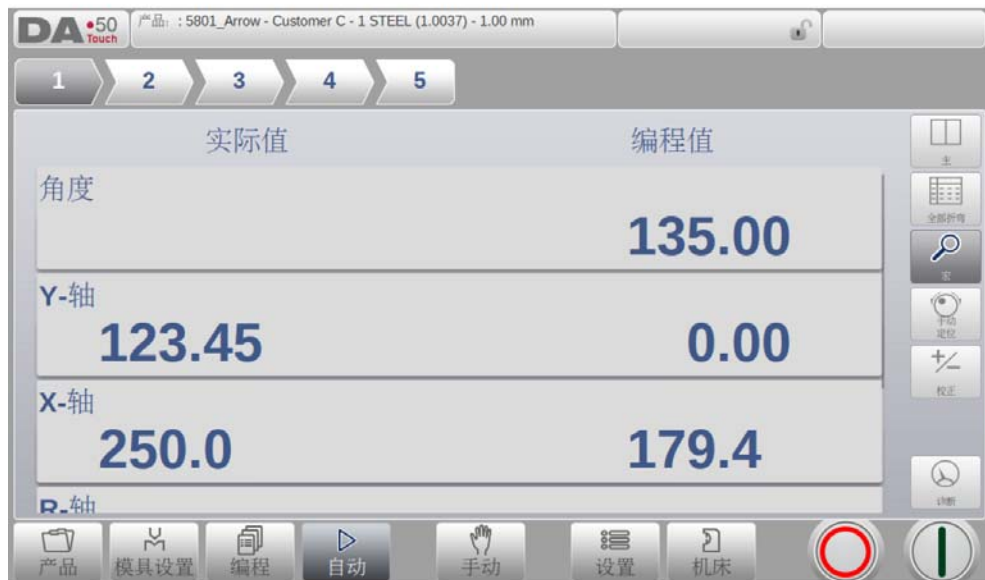 DA 50
Touch
产品: : 5801_Arrow - Customer C - 1 STEEL (1.0037) - 1.00 mm
1 2 3 4 5
实际值 编程值
角度
135.00
Y-轴
123.45 0.00
X-轴
250.0 179.4
R-轴
主
全部折弯
宏
手动
定位
校正
诊断
产品 模具设置 编程 自动 手动 设置 机床